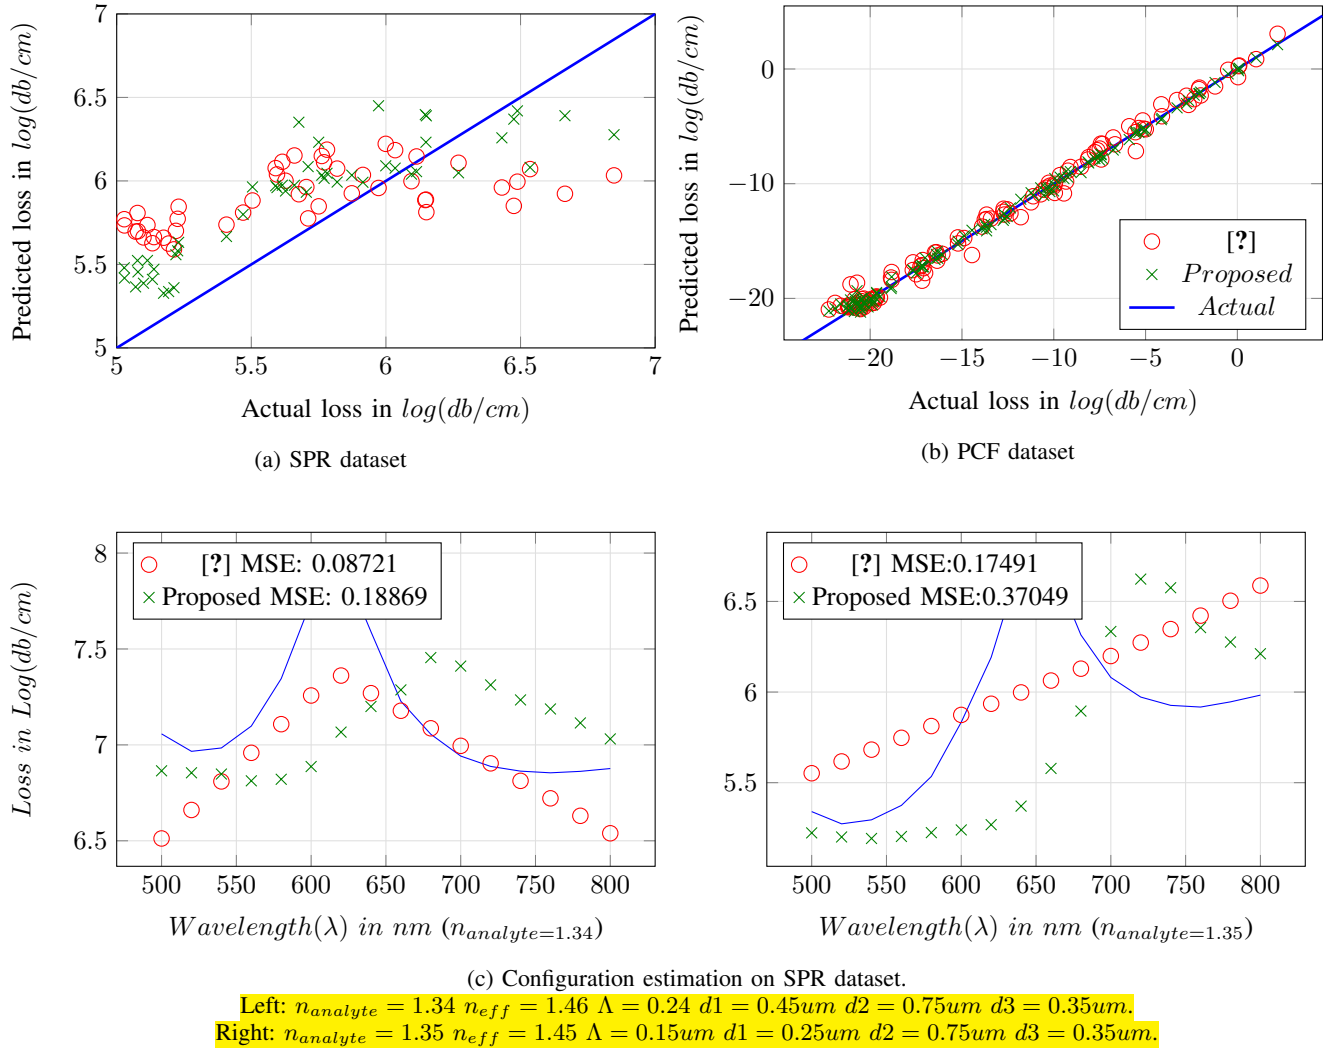 7
6.5
6
5.5
5
5
5.5
6
6.5
7
Predicted loss in log(db/cm)
Actual loss in log(db/cm)
(a) SPR dataset
0
−10
−20
−20
−15
−10
−5
0
Predicted loss in log(db/cm)
[?]
Proposed
Actual
Actual loss in log(db/cm)
(b) PCF dataset
8
7.5
7
6.5
500
550
600
650
700
750
800
Loss in Log(db/cm)
[?] MSE: 0.08721
Proposed MSE: 0.18869
Wavelength(λ) in nm (n_analyte=1.34)
6.5
6
5.5
500
550
600
650
700
750
800
[?] MSE:0.17491
Proposed MSE:0.37049
Wavelength(λ) in nm (n_analyte=1.35)
(c) Configuration estimation on SPR dataset.
Left: n_analyte = 1.34 n_eff = 1.46 Λ = 0.24 d1 = 0.45um d2 = 0.75um d3 = 0.35um.
Right: n_analyte = 1.35 n_eff = 1.45 Λ = 0.15um d1 = 0.25um d2 = 0.75um d3 = 0.35um.